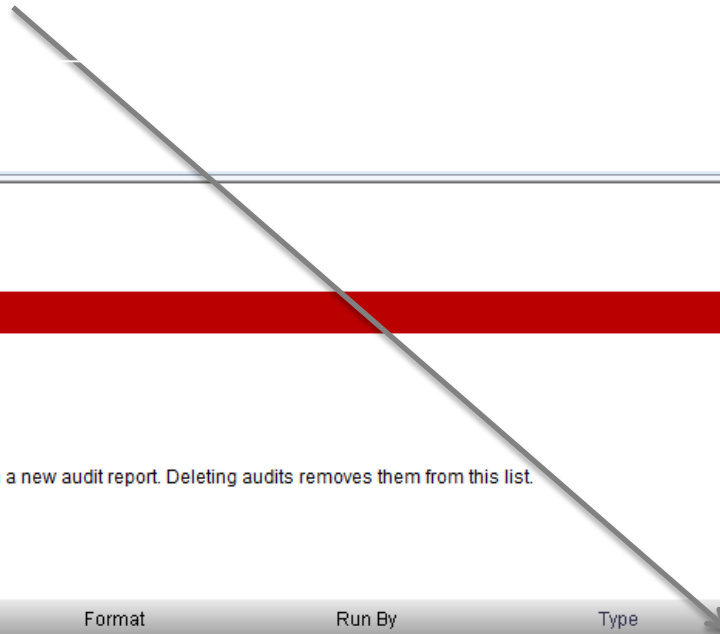 a new audit report. Deleting audits removes them from this list.
Format Run By Type